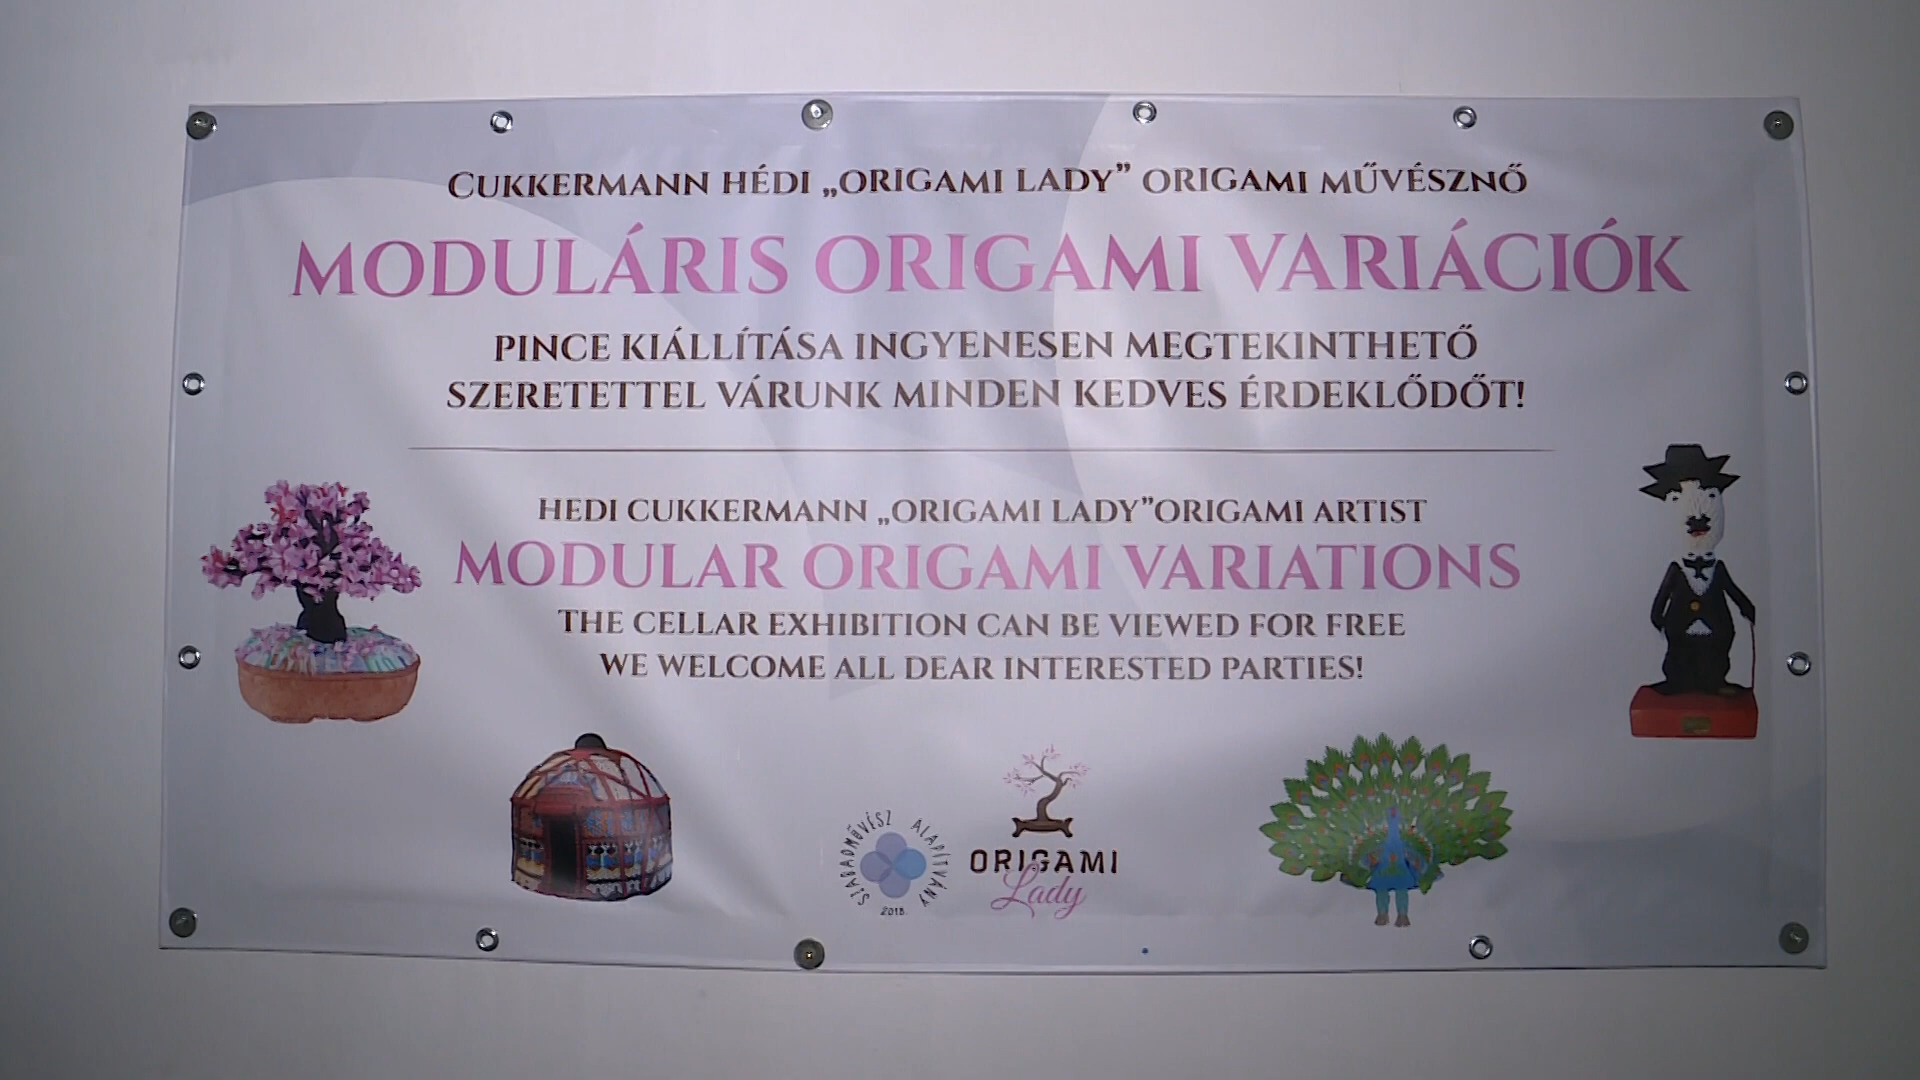 CUKKERMANN HÉDI „ORIGAMI LADY” ORIGAMI MŰVÉSZNŐ
MODULÁRIS ORIGAMI VARIÁCIÓK
PINCE KIÁLLÍTÁSA INGYENESEN MEGTEKINTHETŐ
SZERETETTEL VÁRUNK MINDEN KEDVES ÉRDEKLŐDŐT!
HEDI CUKKERMANN „ORIGAMI LADY”ORIGAMI ARTIST
MODULAR ORIGAMI VARIATIONS
THE CELLAR EXHIBITION CAN BE VIEWED FOR FREE
WE WELCOME ALL DEAR INTERESTED PARTIES!
SZABADMŰVÉSZ ALAPÍTVÁNY
2018.
ORIGAMI
Lady